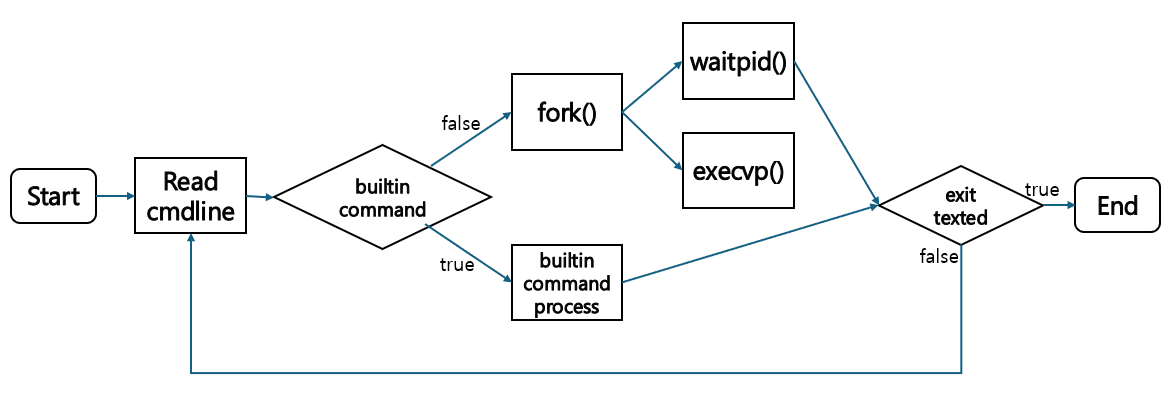 Start
Read
cmdline
builtin
command
false
true
fork()
waitpid()
execvp()
builtin
command
process
exit
texted
true
false
End